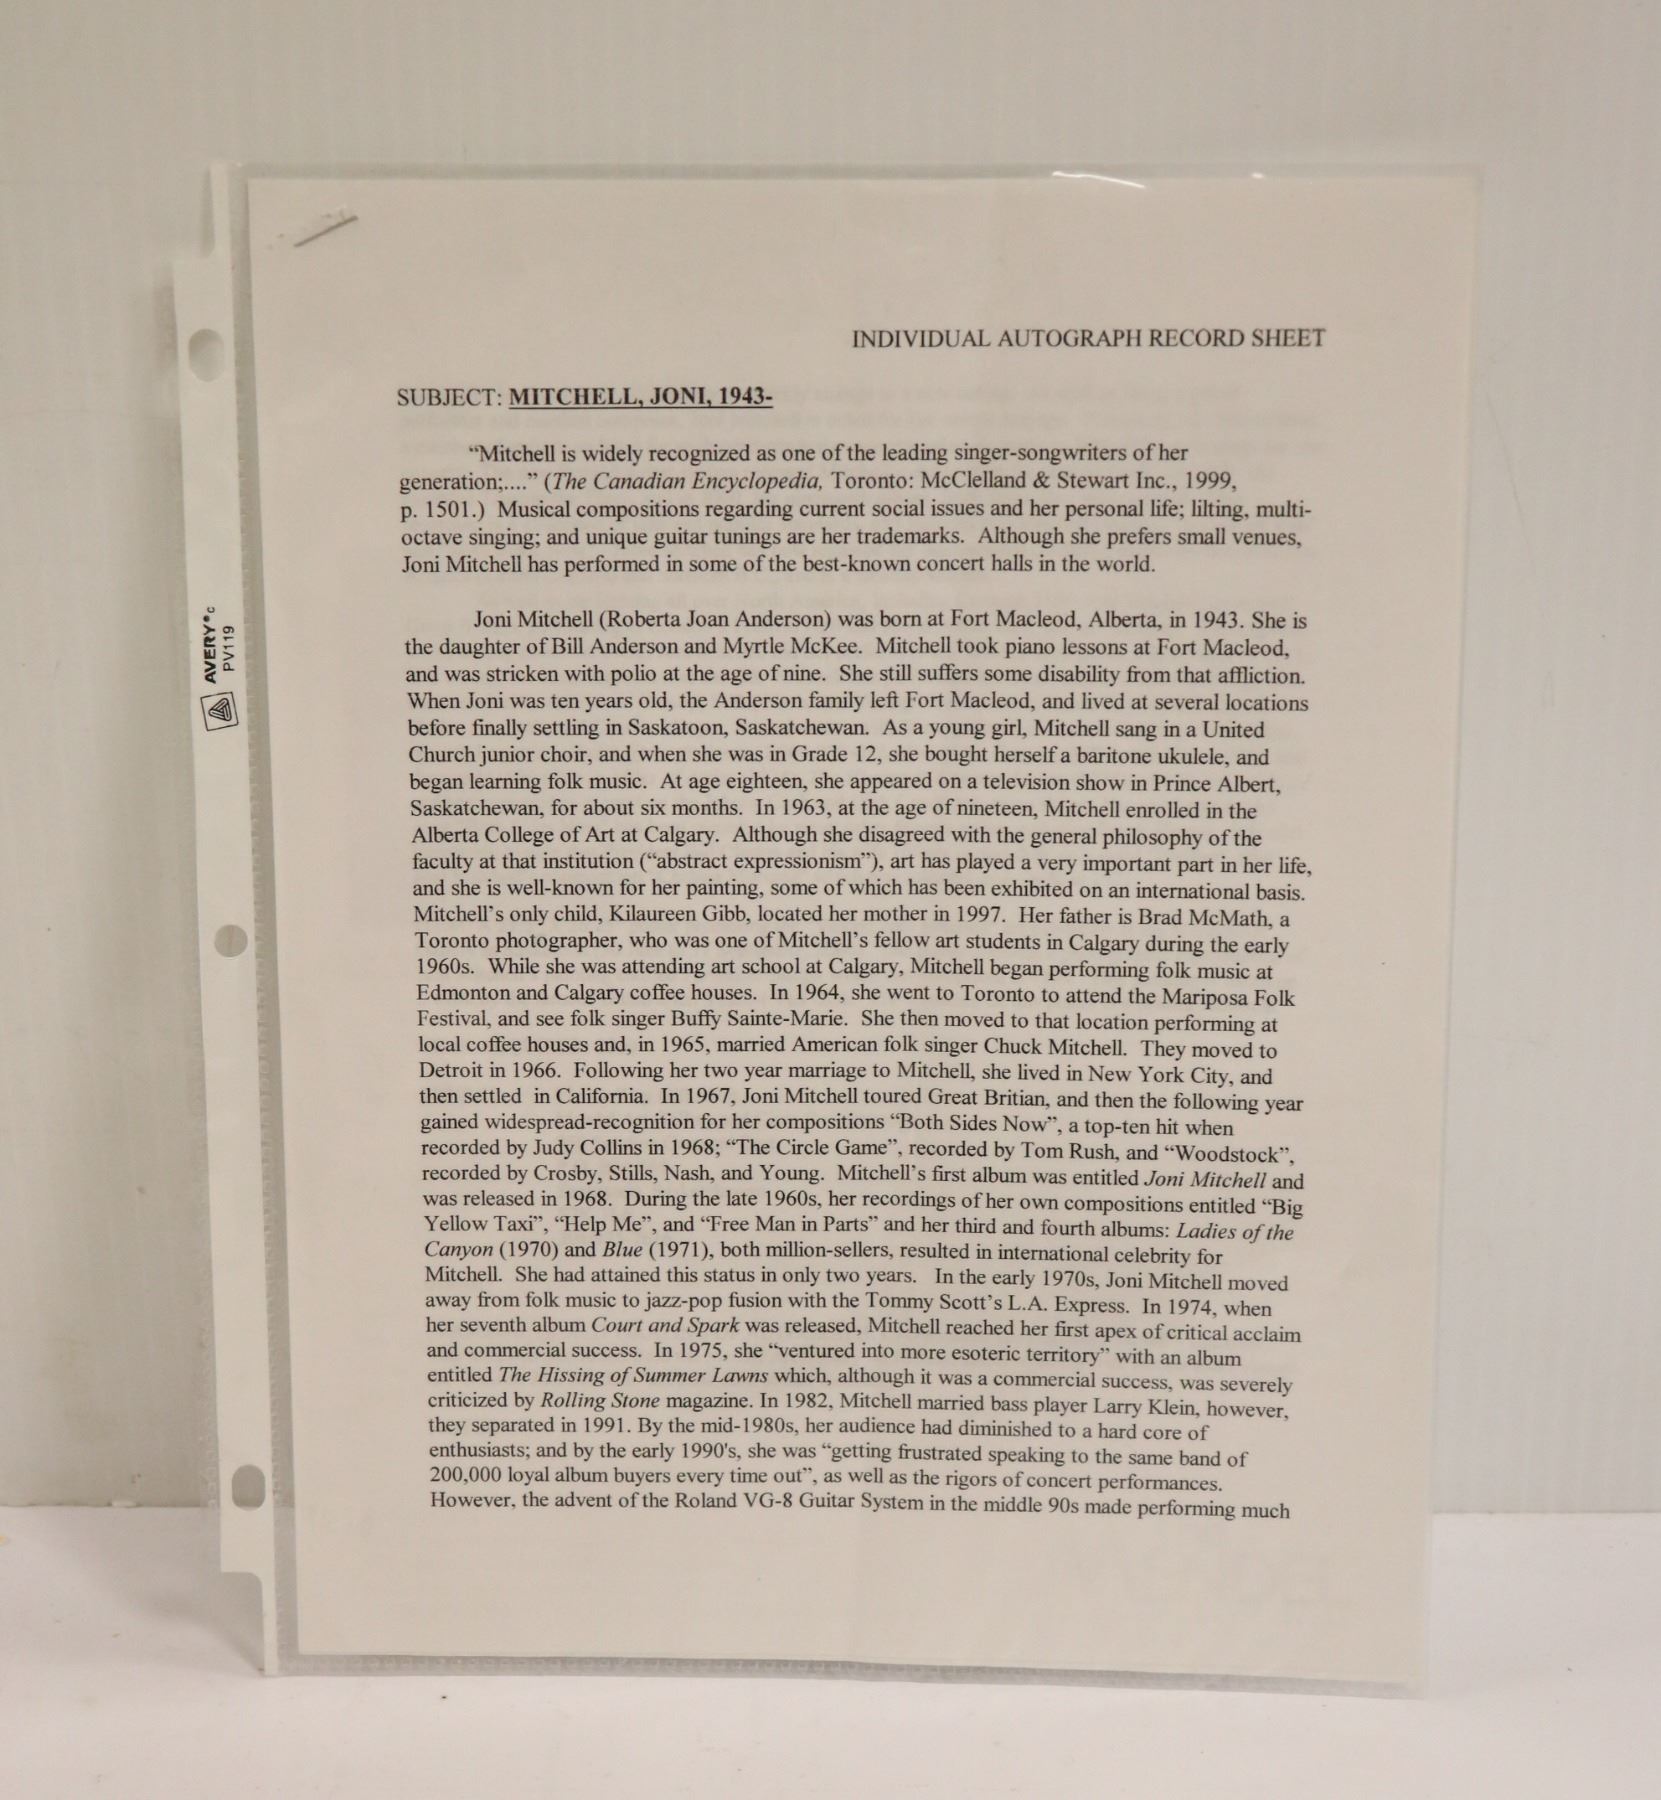 INDIVIDUAL AUTOGRAPH RECORD SHEET
SUBJECT: MITCHELL, JONI, 1943-
“Mitchell is widely recognized as one of the leading singer-songwriters of her
generation;....” (The Canadian Encyclopedia, Toronto: McClelland & Stewart Inc., 1999,
p. 1501.) Musical compositions regarding current social issues and her personal life; lilting, multi-
octave singing; and unique guitar tunings are her trademarks. Although she prefers small venues,
Joni Mitchell has performed in some of the best-known concert halls in the world.
Joni Mitchell (Roberta Joan Anderson) was born at Fort Macleod, Alberta, in 1943. She is
the daughter of Bill Anderson and Myrtle McKee. Mitchell took piano lessons at Fort Macleod,
and was stricken with polio at the age of nine. She still suffers some disability from that affliction.
When Joni was ten years old, the Anderson family left Fort Macleod, and lived at several locations
before finally settling in Saskatoon, Saskatchewan. As a young girl, Mitchell sang in a United
Church junior choir, and when she was in Grade 12, she bought herself a baritone ukulele, and
began learning folk music. At age eighteen, she appeared on a television show in Prince Albert,
Saskatchewan, for about six months. In 1963, at the age of nineteen, Mitchell enrolled in the
Alberta College of Art at Calgary. Although she disagreed with the general philosophy of the
faculty at that institution (“abstract expressionism”), art has played a very important part in her life,
and she is well-known for her painting, some of which has been exhibited on an international basis.
Mitchell’s only child, Kilaureen Gibb, located her mother in 1997. Her father is Brad McMath, a
Toronto photographer, who was one of Mitchell’s fellow art students in Calgary during the early
1960s. While she was attending art school at Calgary, Mitchell began performing folk music at
Edmonton and Calgary coffee houses. In 1964, she went to Toronto to attend the Mariposa Folk
Festival, and see folk singer Buffy Sainte-Marie. She then moved to that location performing at
local coffee houses and, in 1965, married American folk singer Chuck Mitchell. They moved to
Detroit in 1966. Following her two year marriage to Mitchell, she lived in New York City, and
then settled in California. In 1967, Joni Mitchell toured Great Britian, and then the following year
gained widespread-recognition for her compositions “Both Sides Now”, a top-ten hit when
recorded by Judy Collins in 1968; “The Circle Game”, recorded by Tom Rush, and “Woodstock”,
recorded by Crosby, Stills, Nash, and Young. Mitchell’s first album was entitled Joni Mitchell and
was released in 1968. During the late 1960s, her recordings of her own compositions entitled “Big
Yellow Taxi”, “Help Me”, and “Free Man in Parts” and her third and fourth albums: Ladies of the
Canyon (1970) and Blue (1971), both million-sellers, resulted in international celebrity for
Mitchell. She had attained this status in only two years. In the early 1970s, Joni Mitchell moved
away from folk music to jazz-pop fusion with the Tommy Scott’s L.A. Express. In 1974, when
her seventh album Court and Spark was released, Mitchell reached her first apex of critical acclaim
and commercial success. In 1975, she “ventured into more esoteric territory” with an album
entitled The Hissing of Summer Lawns which, although it was a commercial success, was severely
criticized by Rolling Stone magazine. In 1982, Mitchell married bass player Larry Klein, however,
they separated in 1991. By the mid-1980s, her audience had diminished to a hard core of
enthusiasts; and by the early 1990's, she was “getting frustrated speaking to the same band of
200,000 loyal album buyers every time out”, as well as the rigors of concert performances.
However, the advent of the Roland VG-8 Guitar System in the middle 90s made performing much
AVERY®c
PV119